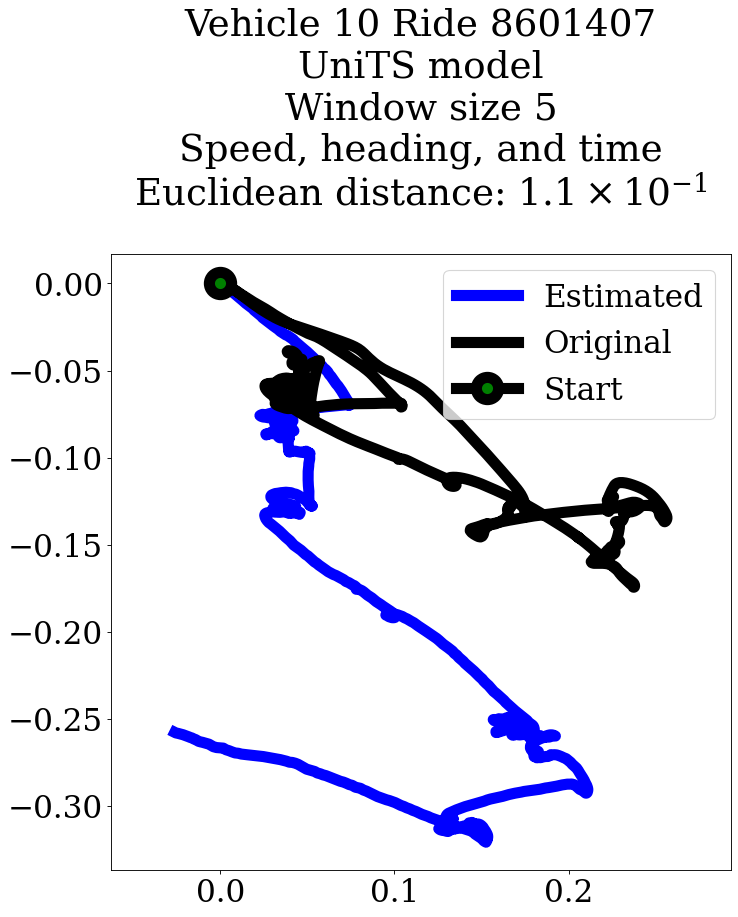 Vehicle 10 Ride 8601407
UniTS model
Window size 5
Speed, heading, and time
Euclidean distance: 1.1 × 10⁻¹
Estimated
Original
Start
0.00
−0.05
−0.10
−0.15
−0.20
−0.25
−0.30
0.0 0.1 0.2